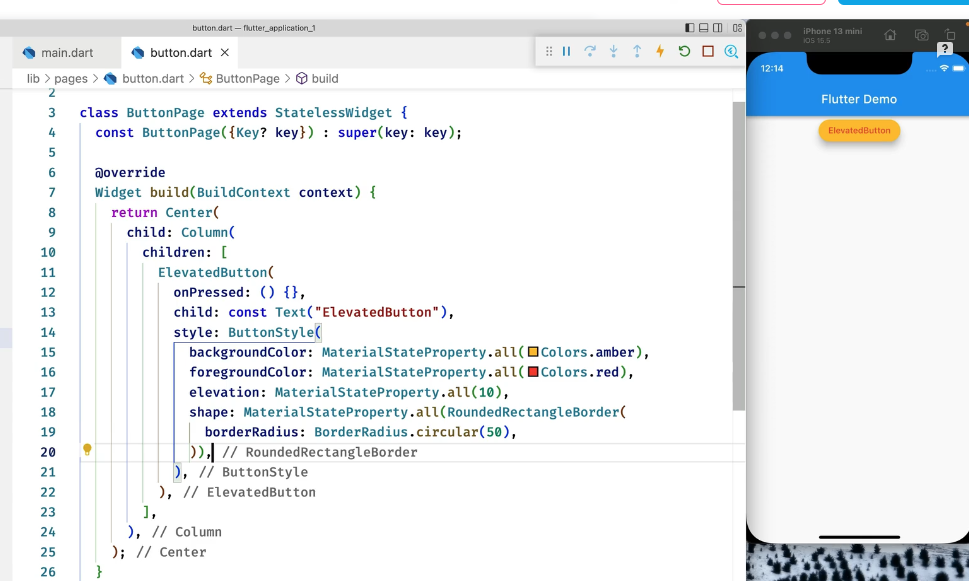 button.dart — flutter_application_1
main.dart
button.dart
lib > pages > button.dart > ButtonPage > build
2
3 class ButtonPage extends StatelessWidget {
4 const ButtonPage({Key? key}) : super(key: key);
5
6 @override
7 Widget build(BuildContext context) {
8 return Center(
9 child: Column(
10 children: [
11 ElevatedButton(
12 onPressed: () {},
13 child: const Text("ElevatedButton"),
14 style: ButtonStyle(
15 backgroundColor: MaterialStateProperty.all(Colors.amber),
16 foregroundColor: MaterialStateProperty.all(Colors.red),
17 elevation: MaterialStateProperty.all(10),
18 shape: MaterialStateProperty.all(RoundedRectangleBorder(
19 borderRadius: BorderRadius.circular(50),
20 )), // RoundedRectangleBorder
21 ), // ButtonStyle
22 ), // ElevatedButton
23 ],
24 ), // Column
25 ); // Center
26 }
iPhone 13 mini
iOS 15.5
?
12:14
Flutter Demo
ElevatedButton